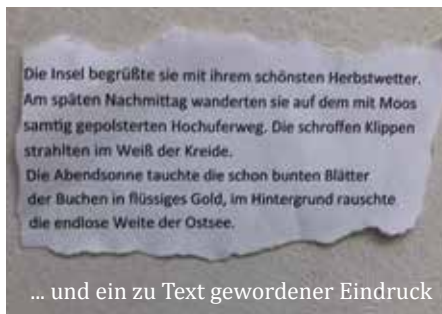 Die Insel begrüßte sie mit ihrem schönsten Herbstwetter.
Am späten Nachmittag wanderten sie auf dem mit Moos
samtig gepolsterten Hochuferweg. Die schroffen Klippen
strahlten im Weiß der Kreide.
Die Abendsonne tauchte die schon bunten Blätter
der Buchen in flüssiges Gold, im Hintergrund rauschte
die endlose Weite der Ostsee.
... und ein zu Text gewordener Eindruck